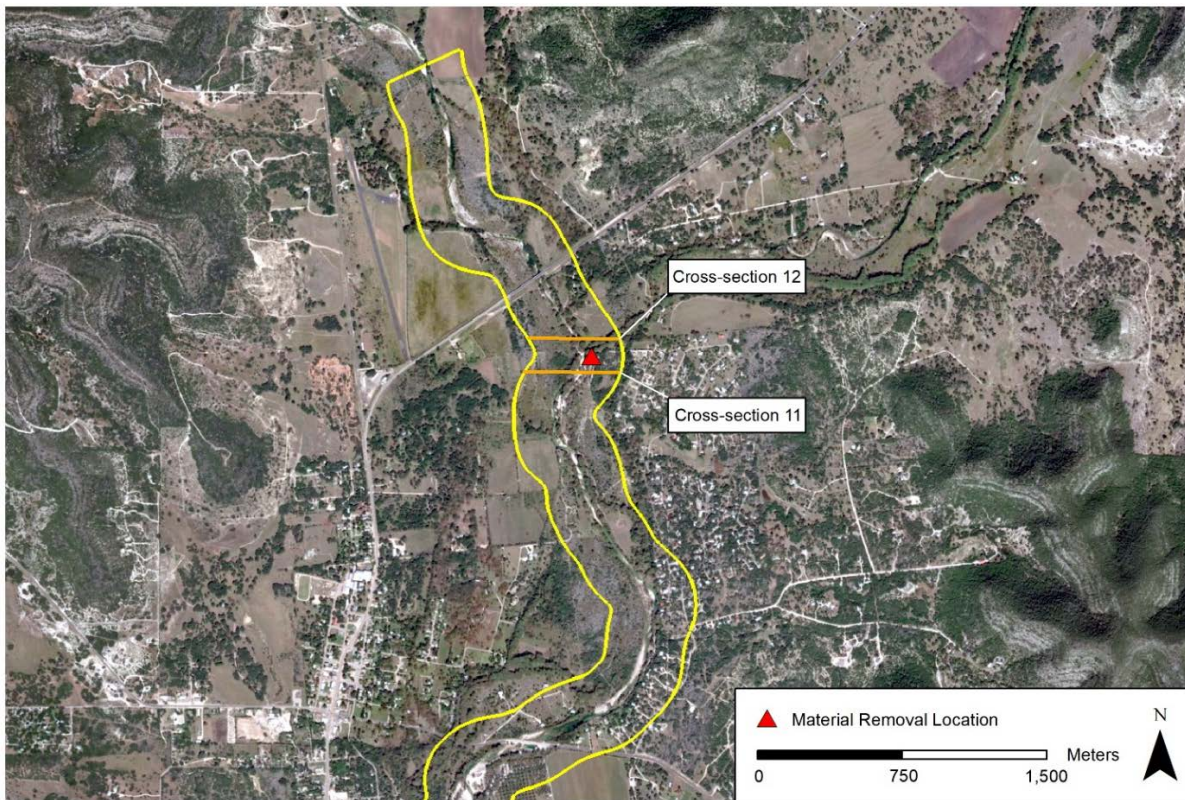 Cross-section 12
Cross-section 11
Material Removal Location
N
Meters
0 750 1,500